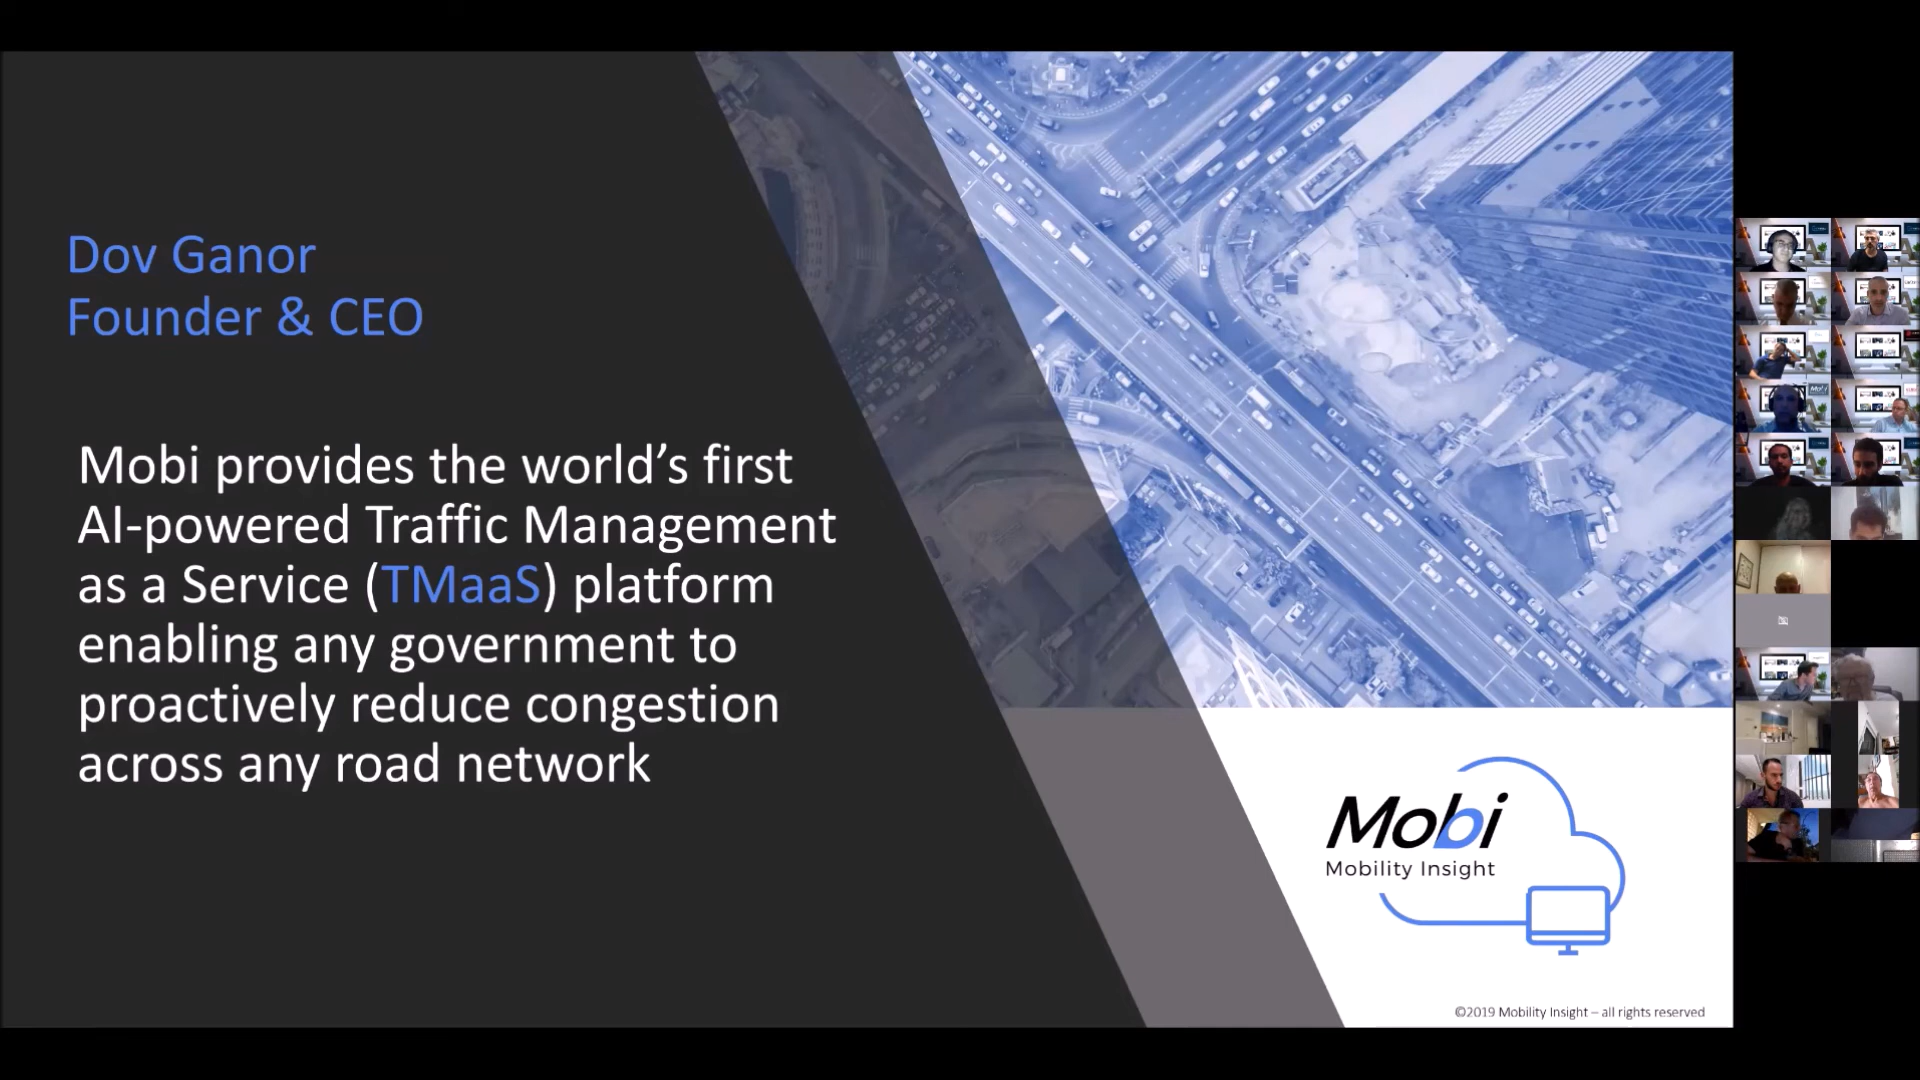 Dov Ganor
Founder & CEO
Mobi provides the world’s first
AI-powered Traffic Management
as a Service (TMaaS) platform
enabling any government to
proactively reduce congestion
across any road network
Mobi
Mobility Insight
©2019 Mobility Insight – all rights reserved